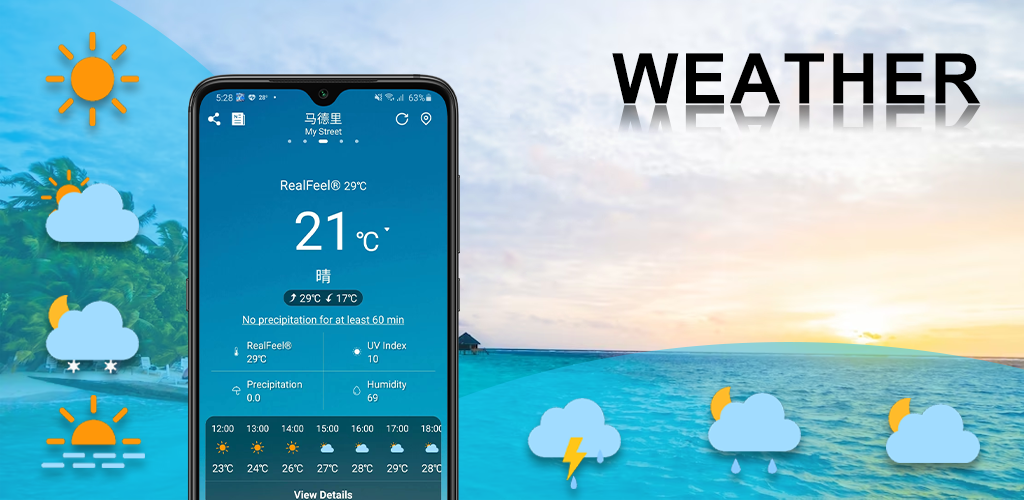 WEATHER
5:28 28° 63%
马德里
My Street
RealFeel® 29℃
21 ℃
晴
29℃ 17℃
No precipitation for at least 60 min
RealFeel®
29℃
UV Index
10
Precipitation
0.0
Humidity
69
12:00 13:00 14:00 15:00 16:00 17:00 18:00
23℃ 24℃ 26℃ 27℃ 28℃ 29℃ 28℃
View Details